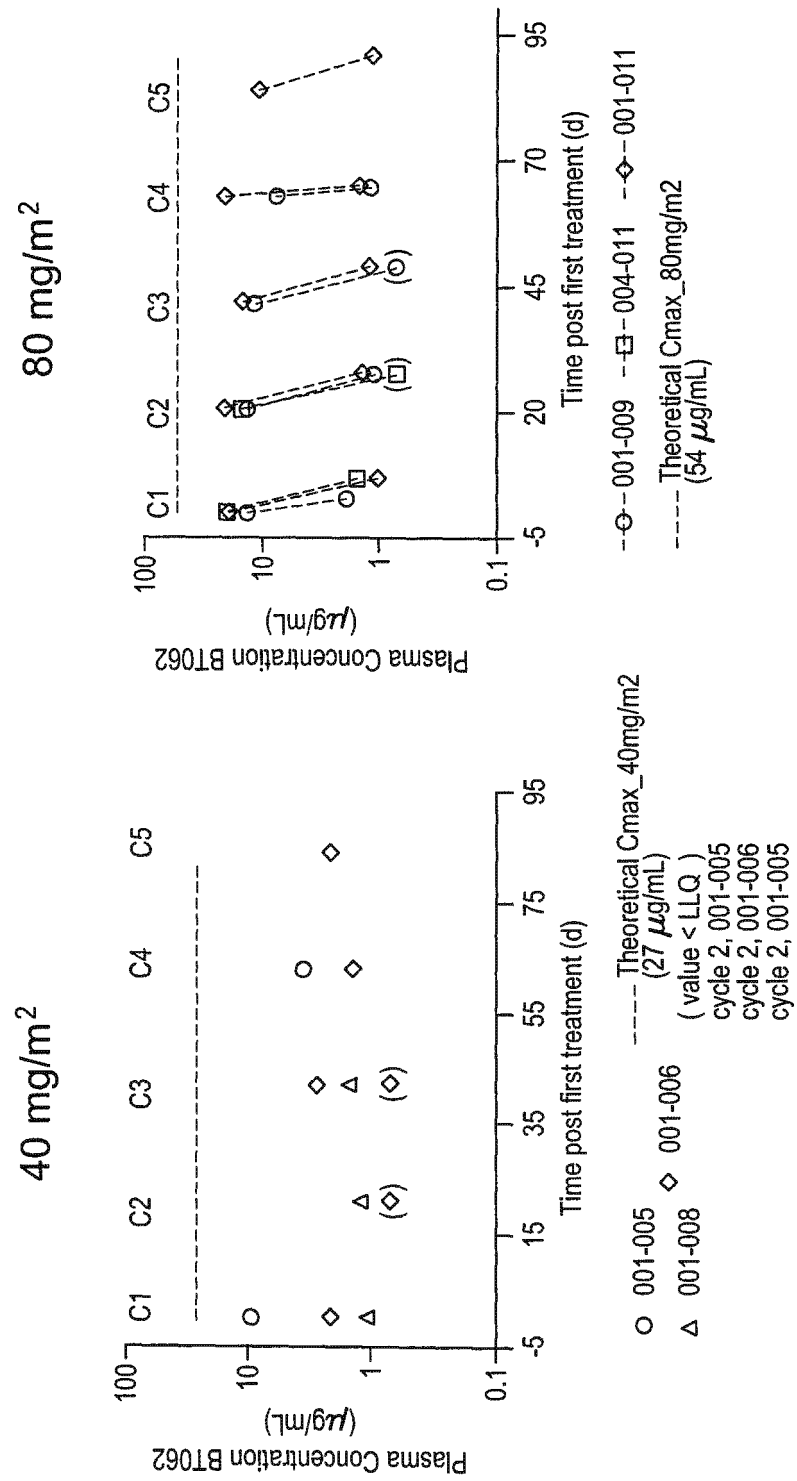 40 mg/m²
Plasma Concentration BT062
(µg/mL)
100
10
1
0.1
C1 C2 C3 C4 C5
( ) ( )
-5 15 35 55 75 95
Time post first treatment (d)
001-005 001-006
001-008
Theoretical Cmax_40mg/m2
(27 µg/mL)
( value < LLQ )
cycle 2, 001-005
cycle 2, 001-006
cycle 2, 001-005
80 mg/m²
Plasma Concentration BT062
(µg/mL)
100
10
1
0.1
C1 C2 C3 C4 C5
( ) ( )
-5 20 45 70 95
Time post first treatment (d)
001-009 004-011 001-011
Theoretical Cmax_80mg/m2
(54 µg/mL)